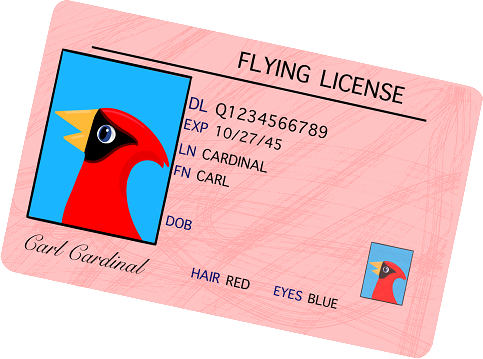 FLYING LICENSE
DL Q1234566789
EXP 10/27/45
LN CARDINAL
FN CARL
DOB
Carl Cardinal
HAIR RED EYES BLUE